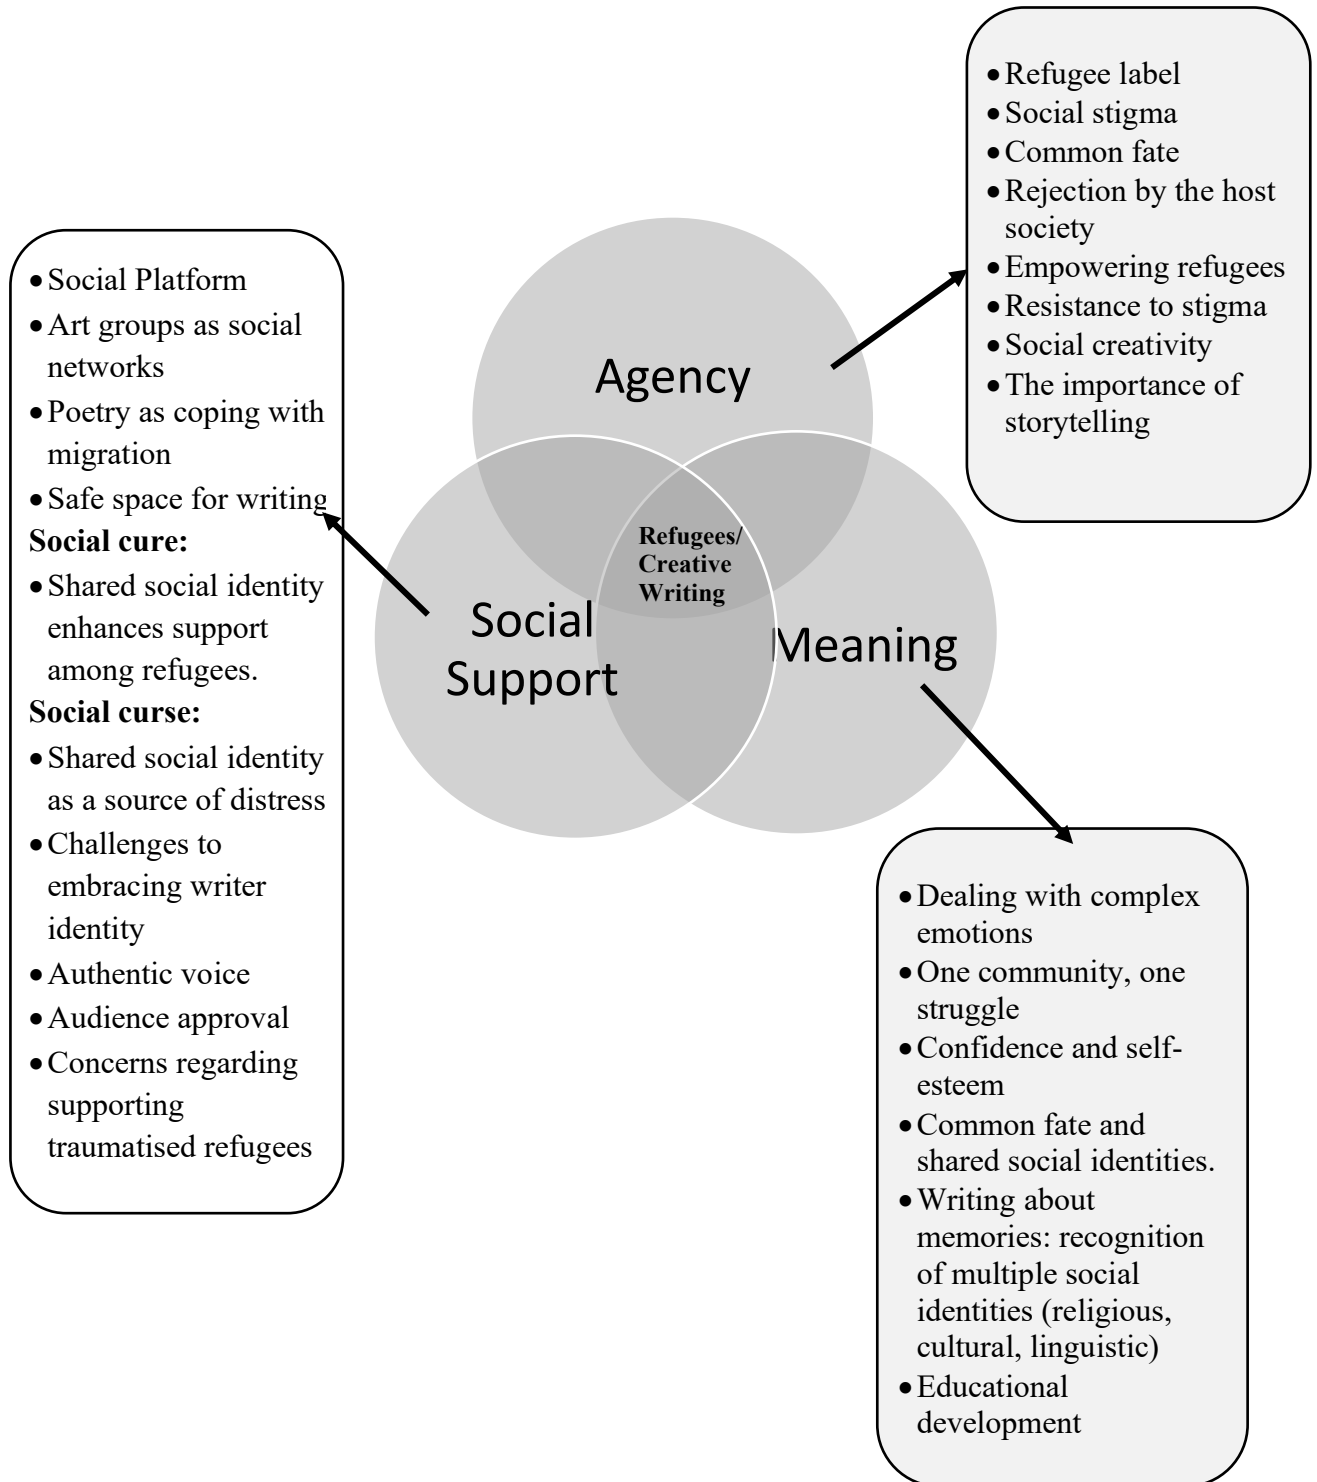 • Refugee label
• Social stigma
• Common fate
• Rejection by the host
society
• Empowering refugees
• Resistance to stigma
• Social creativity
• The importance of
storytelling
• Social Platform
• Art groups as social
networks
• Poetry as coping with
migration
• Safe space for writing
Social cure:
• Shared social identity
enhances support
among refugees.
Social curse:
• Shared social identity
as a source of distress
• Challenges to
embracing writer
identity
• Authentic voice
• Audience approval
• Concerns regarding
supporting
traumatised refugees
Agency
Refugees/
Creative
Writing
Social
Support
Meaning
• Dealing with complex
emotions
• One community, one
struggle
• Confidence and self-
esteem
• Common fate and
shared social identities.
• Writing about
memories: recognition
of multiple social
identities (religious,
cultural, linguistic)
• Educational
development